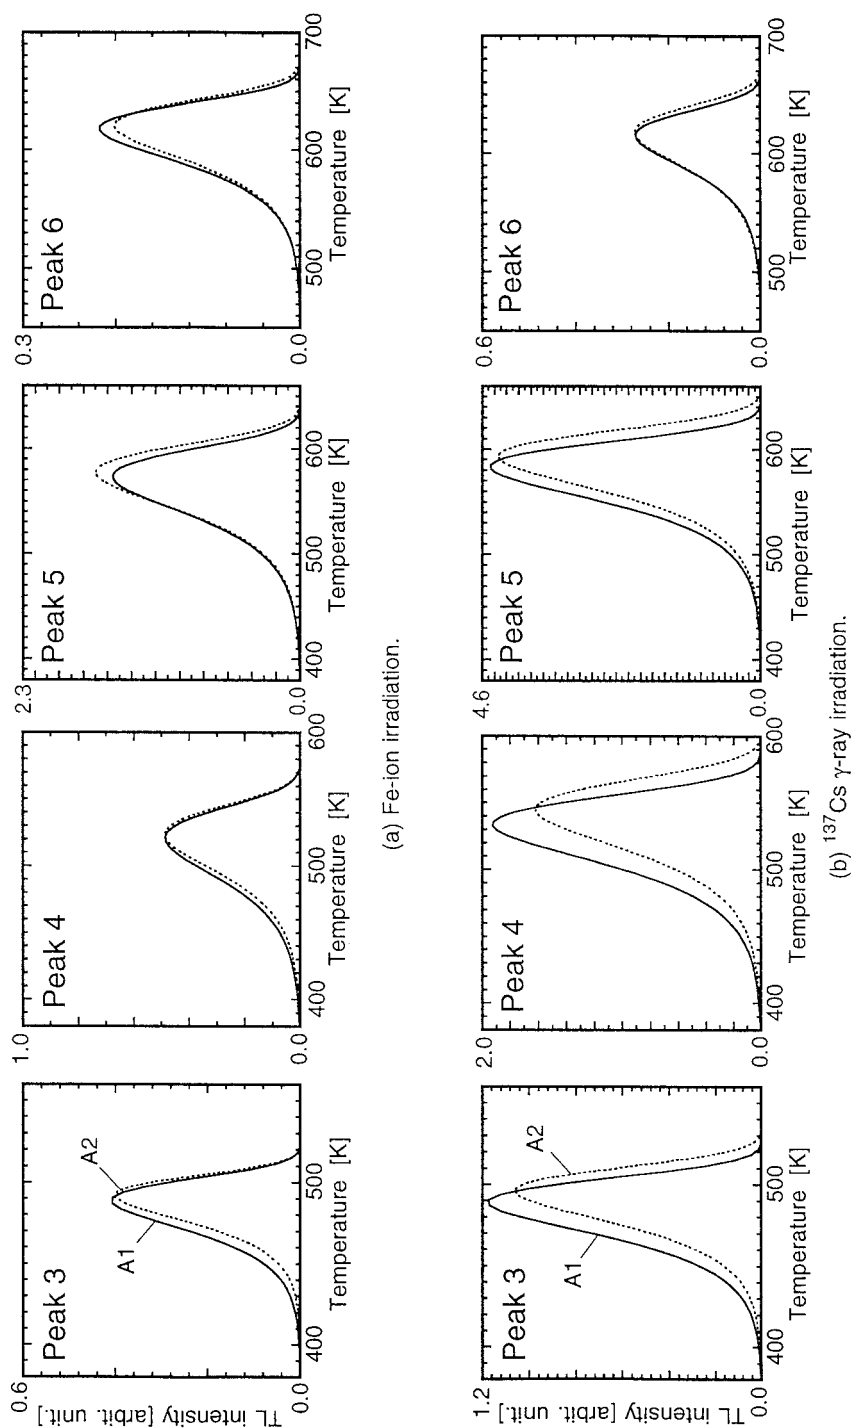 Peak 3
Peak 4
Peak 5
Peak 6
A1
A2
TL intensity [arbit. unit.]
0.6
0.0
1.0
0.0
2.3
0.0
0.3
0.0
400
500
400
500
600
400
500
600
500
600
700
Temperature [K]
Temperature [K]
Temperature [K]
Temperature [K]
(a) Fe-ion irradiation.
Peak 3
Peak 4
Peak 5
Peak 6
A1
A2
TL intensity [arbit. unit.]
1.2
0.0
2.0
0.0
4.6
0.0
0.6
0.0
400
500
400
500
600
400
500
600
500
600
700
Temperature [K]
Temperature [K]
Temperature [K]
Temperature [K]
(b) ¹³⁷Cs γ-ray irradiation.